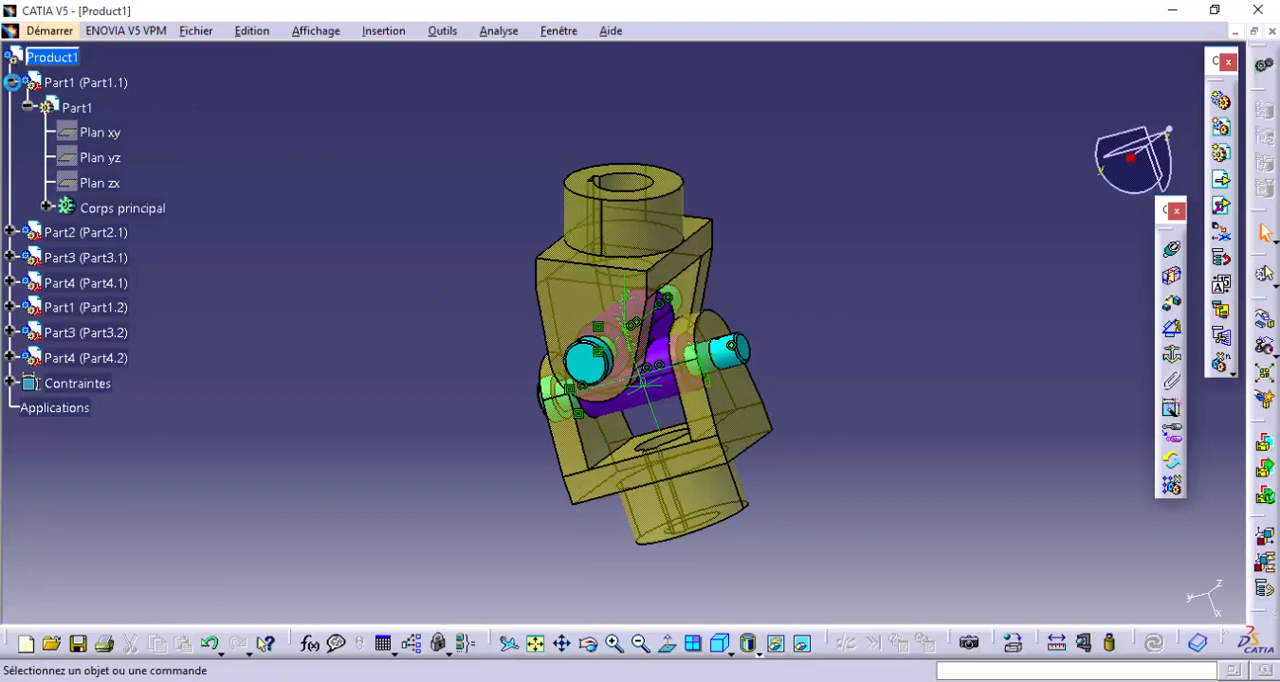 CATIA V5 - [Product1]
Démarrer ENOVIA V5 VPM Fichier Edition Affichage Insertion Outils Analyse Fenêtre Aide
Product1
Part1 (Part1.1)
Part1
Plan xy
Plan yz
Plan zx
Corps principal
Part2 (Part2.1)
Part3 (Part3.1)
Part4 (Part4.1)
Part1 (Part1.2)
Part3 (Part3.2)
Part4 (Part4.2)
Contraintes
Applications
C
C
z
y
x
f(x)
CATIA
Sélectionnez un objet ou une commande